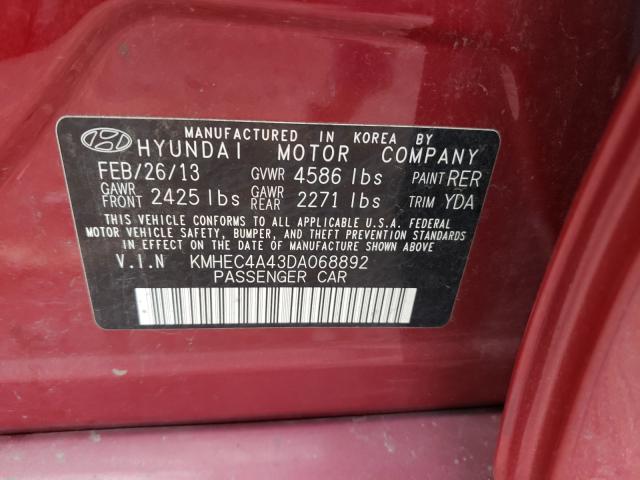 MANUFACTURED IN KOREA BY
HYUNDAI MOTOR COMPANY
FEB/26/13 GVWR 4586 lbs PAINT RER
GAWR FRONT 2425 lbs GAWR REAR 2271 lbs TRIM YDA
THIS VEHICLE CONFORMS TO ALL APPLICABLE U.S.A. FEDERAL
MOTOR VEHICLE SAFETY, BUMPER, AND THEFT PREVENTION STANDARDS
IN EFFECT ON THE DATE OF MANUFACTURE SHOWN ABOVE.
V.I.N KMHEC4A43DA068892
PASSENGER CAR